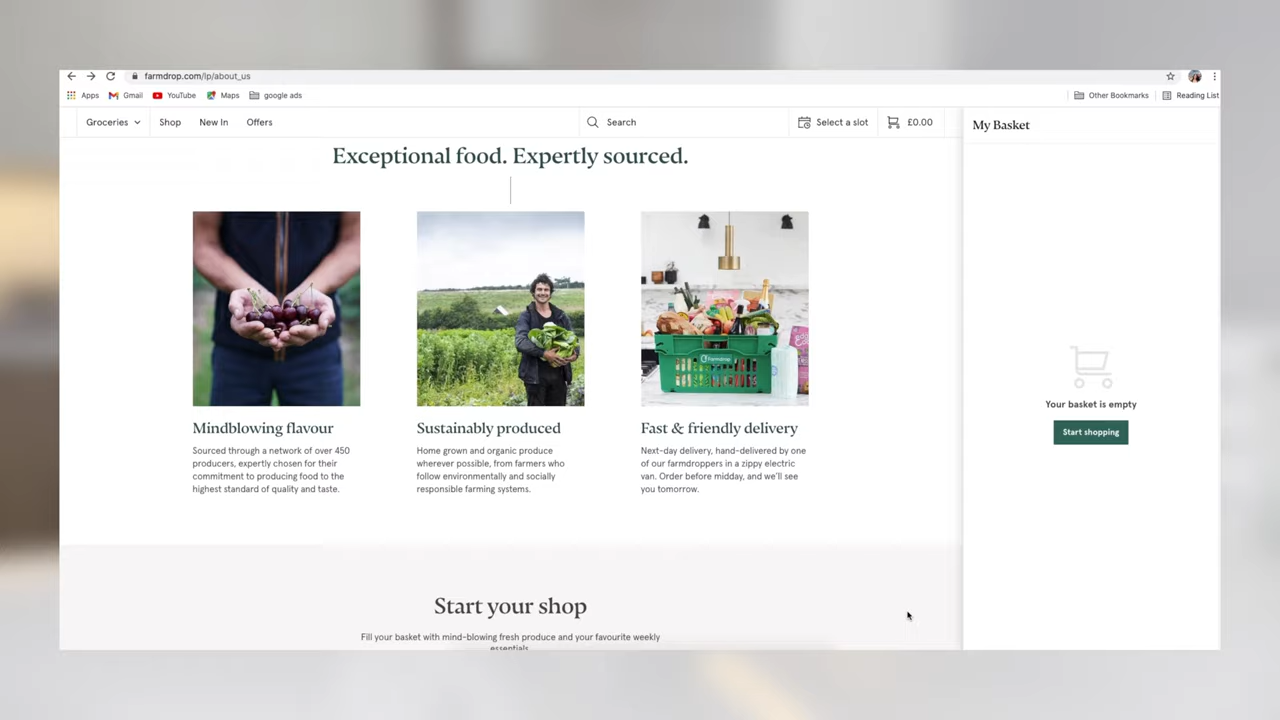 farmdrop.com/lp/about_us
Apps Gmail YouTube Maps google ads Other Bookmarks Reading List
Groceries Shop New In Offers Search Select a slot £0.00
My Basket
Exceptional food. Expertly sourced.
farmdrop
Mindblowing flavour
Sourced through a network of over 450
producers, expertly chosen for their
commitment to producing food to the
highest standard of quality and taste.
Sustainably produced
Home grown and organic produce
wherever possible, from farmers who
follow environmentally and socially
responsible farming systems.
Fast & friendly delivery
Next-day delivery, hand-delivered by one
of our farmdroppers in a zippy electric
van. Order before midday, and we'll see
you tomorrow.
Your basket is empty
Start shopping
Start your shop
Fill your basket with mind-blowing fresh produce and your favourite weekly
essentials